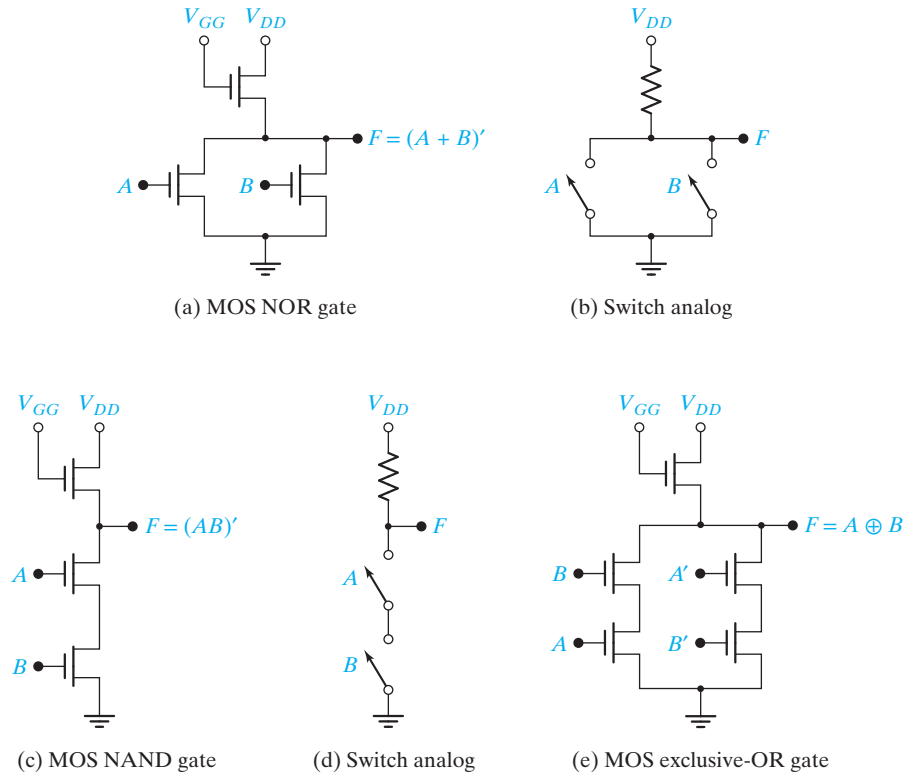 V_GG V_DD
A
B
F = (A + B)′
(a) MOS NOR gate
V_DD
F
A
B
(b) Switch analog
V_GG V_DD
F = (AB)′
A
B
(c) MOS NAND gate
V_DD
F
A
B
(d) Switch analog
V_GG V_DD
F = A ⊕ B
B
A′
A
B′
(e) MOS exclusive-OR gate